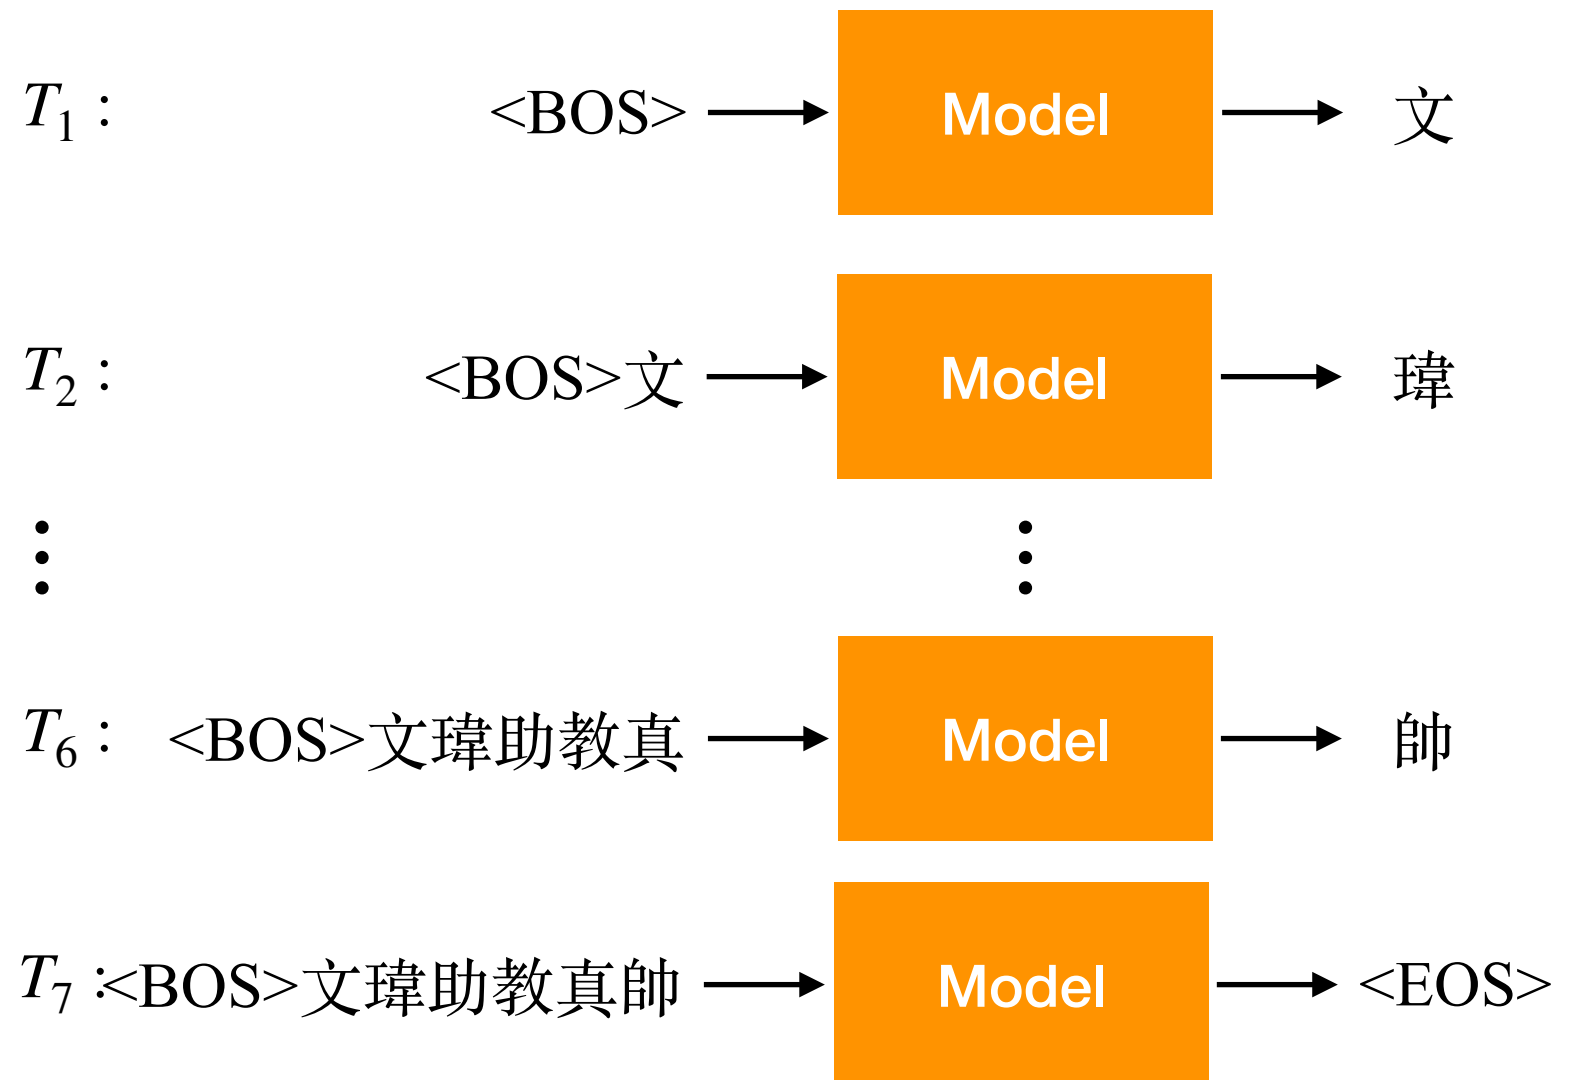 T1 : <BOS> Model 文
T2 : <BOS>文 Model 瑋
T6 : <BOS>文瑋助教真 Model 帥
T7 :<BOS>文瑋助教真帥 Model <EOS>